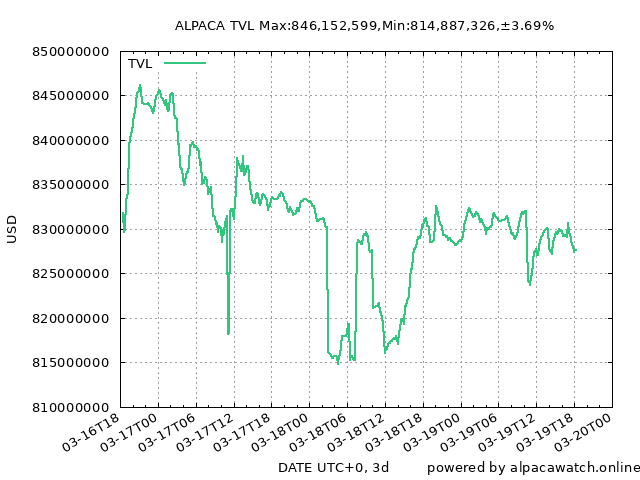 ALPACA TVL Max:846,152,599,Min:814,887,326,±3.69%
TVL
850000000
845000000
840000000
835000000
830000000
825000000
820000000
815000000
810000000
USD
03-16T18
03-17T00
03-17T06
03-17T12
03-17T18
03-18T00
03-18T06
03-18T12
03-18T18
03-19T00
03-19T06
03-19T12
03-19T18
03-20T00
DATE UTC+0, 3d
powered by alpacawatch.online